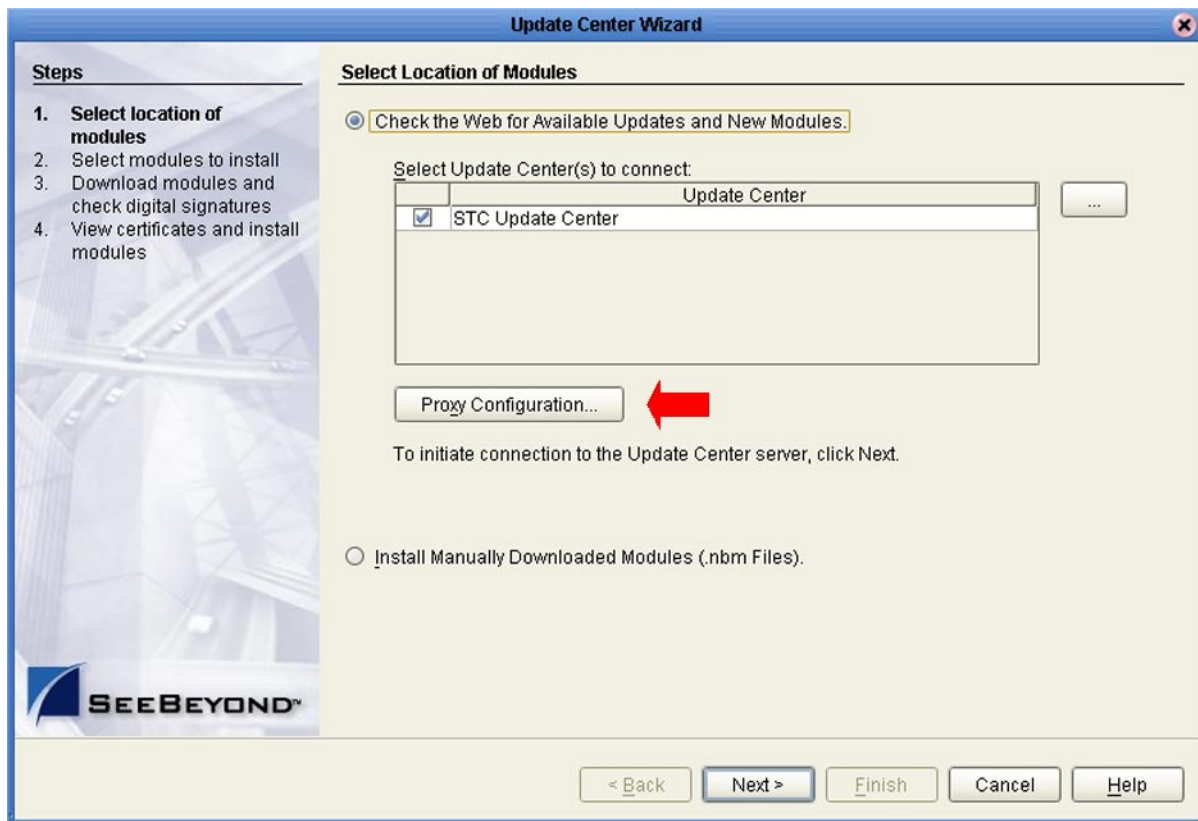 Update Center Wizard
Steps
1. Select location of
modules
2. Select modules to install
3. Download modules and
check digital signatures
4. View certificates and install
modules
SEEBEYOND™
Select Location of Modules
Check the Web for Available Updates and New Modules.
Select Update Center(s) to connect:
Update Center
STC Update Center
...
Proxy Configuration...
To initiate connection to the Update Center server, click Next.
Install Manually Downloaded Modules (.nbm Files).
< Back Next > Finish Cancel Help